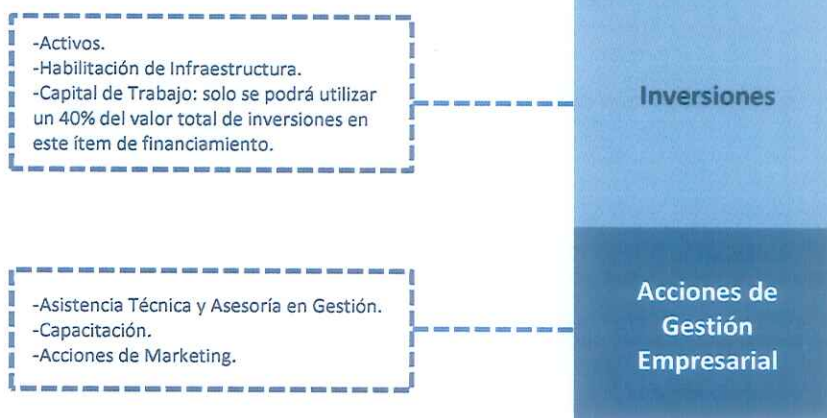 -Activos.
-Habilitación de Infraestructura.
-Capital de Trabajo: solo se podrá utilizar
un 40% del valor total de inversiones en
este ítem de financiamiento.
Inversiones
-Asistencia Técnica y Asesoría en Gestión.
-Capacitación.
-Acciones de Marketing.
Acciones de
Gestión
Empresarial